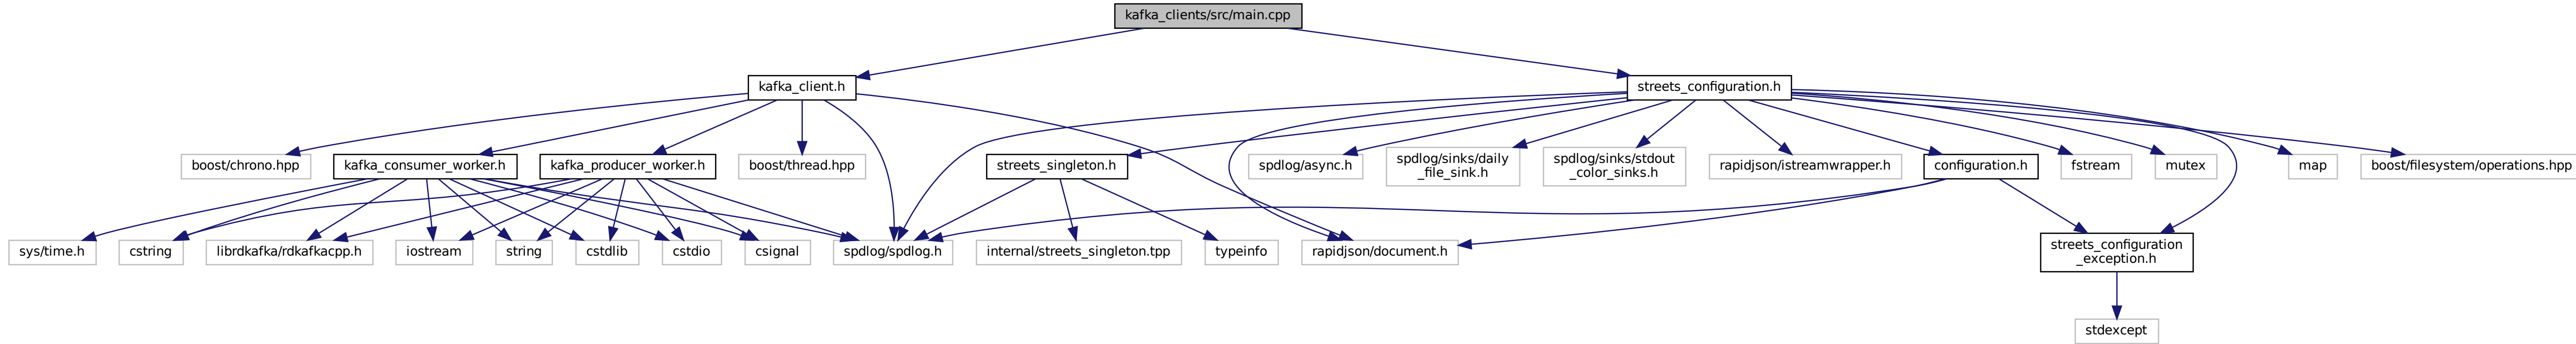 kafka_clients/src/main.cpp
kafka_client.h
streets_configuration.h
boost/chrono.hpp
kafka_consumer_worker.h
kafka_producer_worker.h
boost/thread.hpp
streets_singleton.h
spdlog/async.h
spdlog/sinks/daily
_file_sink.h
spdlog/sinks/stdout
_color_sinks.h
rapidjson/istreamwrapper.h
configuration.h
fstream
mutex
map
boost/filesystem/operations.hpp
sys/time.h
cstring
librdkafka/rdkafkacpp.h
iostream
string
cstdlib
cstdio
csignal
spdlog/spdlog.h
internal/streets_singleton.tpp
typeinfo
rapidjson/document.h
streets_configuration
_exception.h
stdexcept